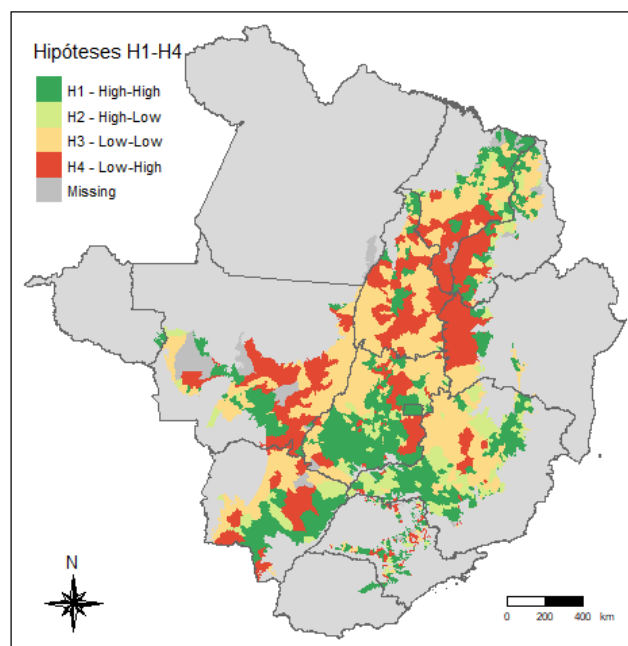 Hipóteses H1-H4
H1 - High-High
H2 - High-Low
H3 - Low-Low
H4 - Low-High
Missing
N
0 200 400 km